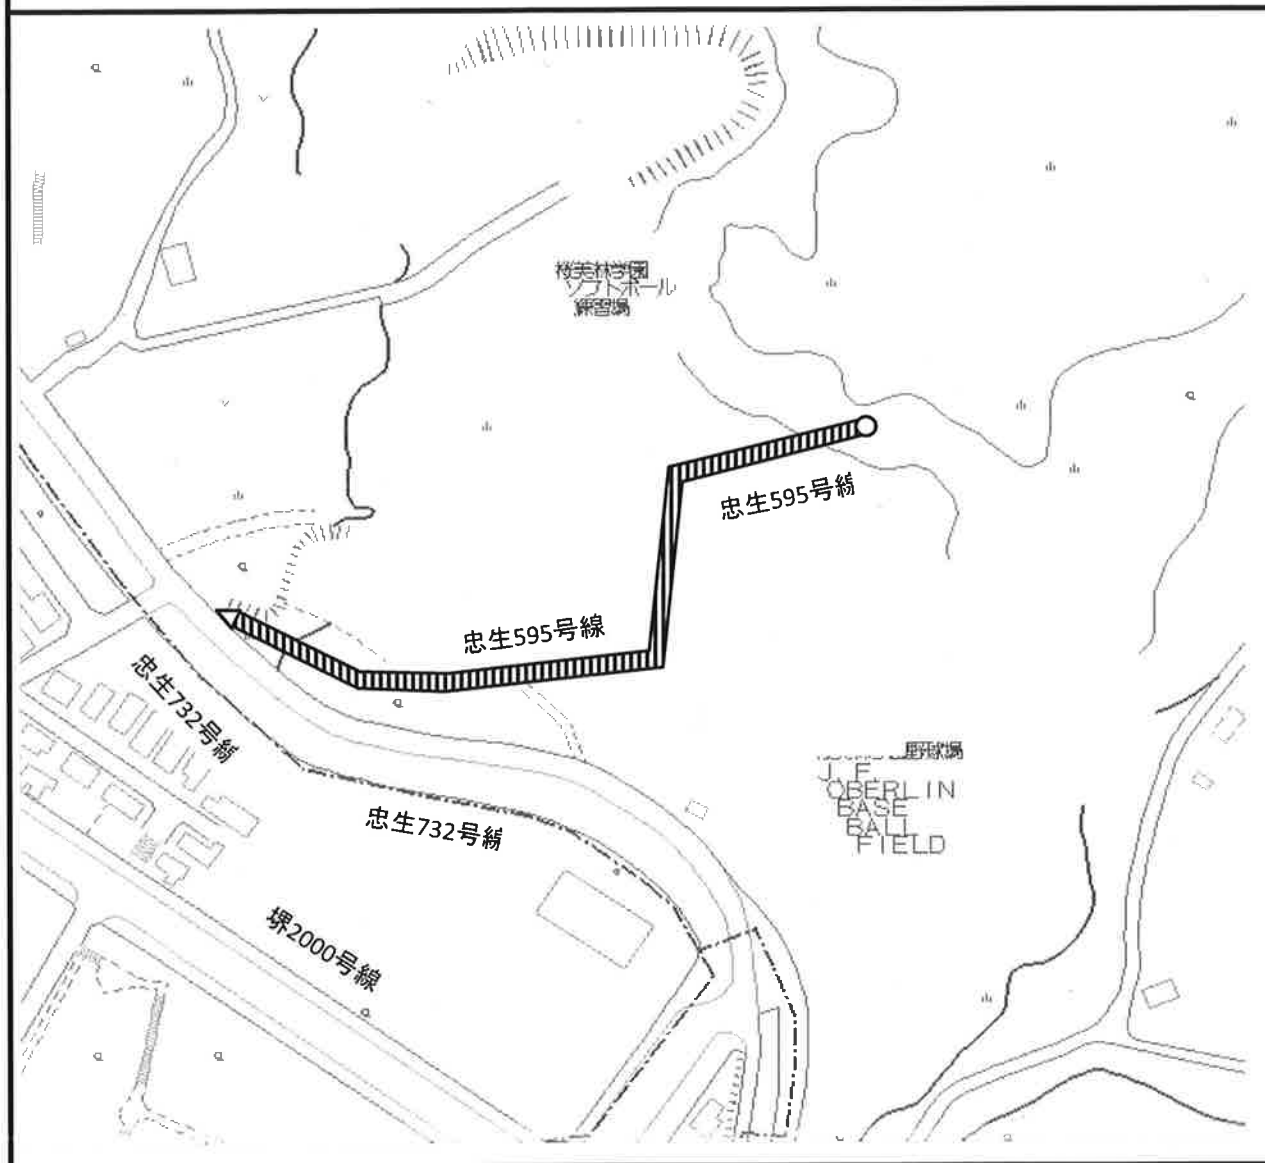 桜美林学園
ソフトボール
練習場
忠生595号線
忠生595号線
忠生732号線
忠生732号線
野球場
J. F.
OBERLIN
BASE
BALL
FIELD
堺2000号線